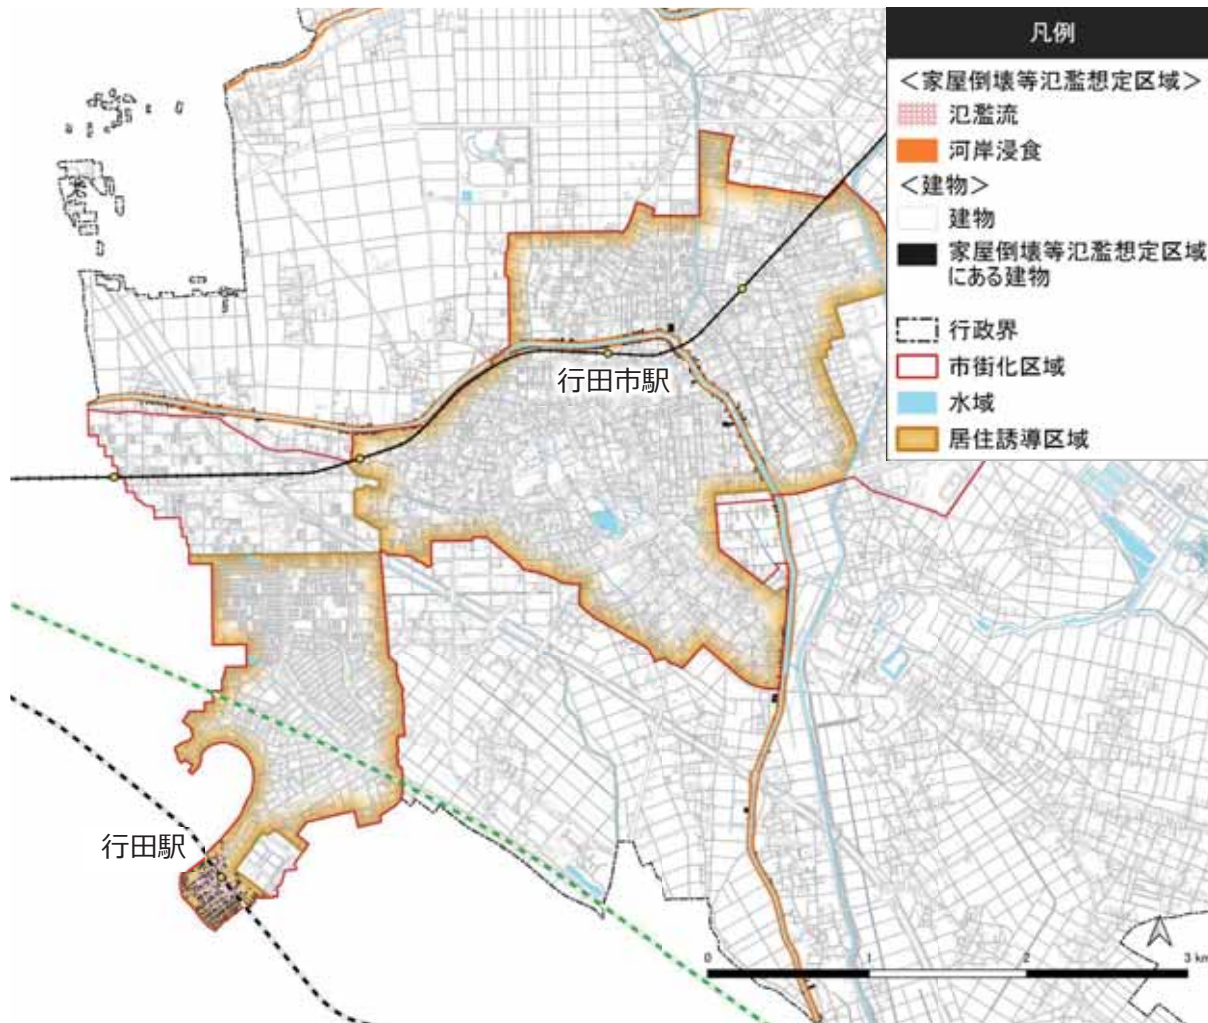 凡例
＜家屋倒壊等氾濫想定区域＞
氾濫流
河岸浸食
＜建物＞
建物
家屋倒壊等氾濫想定区域
にある建物
行政界
市街化区域
水域
居住誘導区域
行田市駅
行田駅
0 1 2 3 km